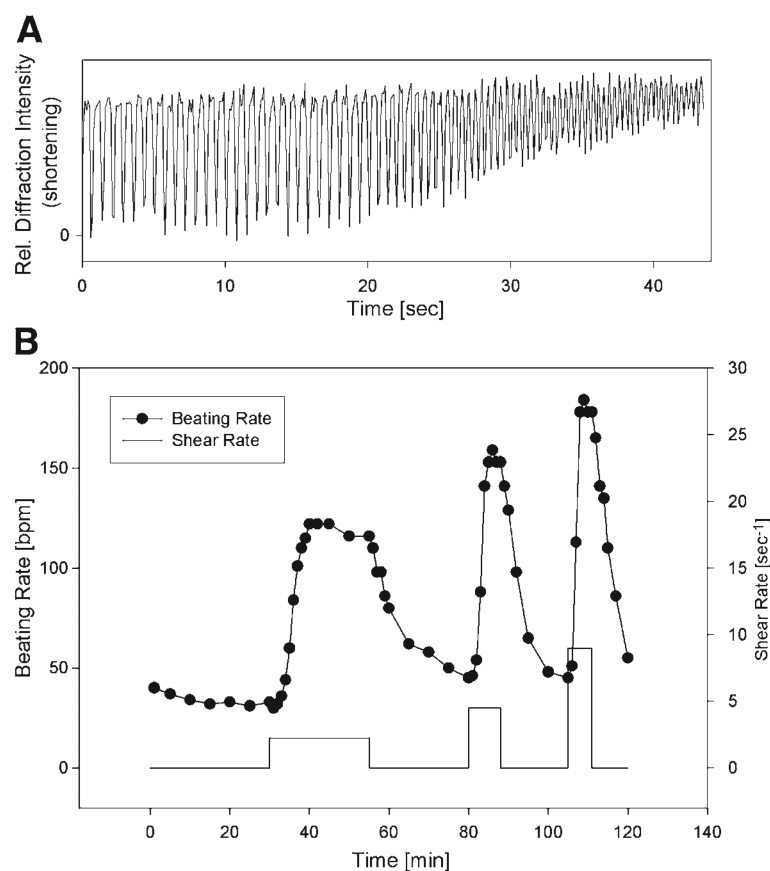 A
Rel. Diffraction Intensity
(shortening)
0
0 10 20 30 40
Time [sec]
B
200
150
100
50
0
Beating Rate [bpm]
Beating Rate
Shear Rate
30
25
20
15
10
5
0
Shear Rate [sec-1]
0 20 40 60 80 100 120 140
Time [min]